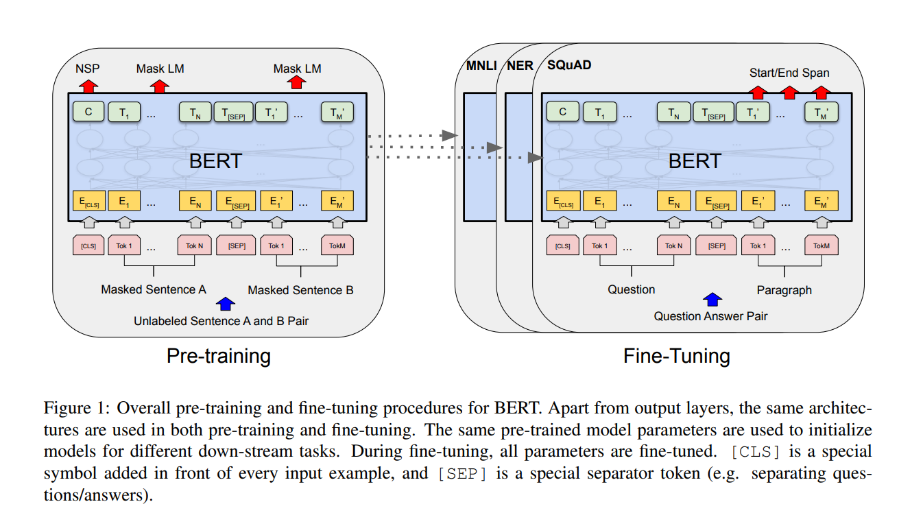 NSP Mask LM Mask LM
C T1 ... TN T[SEP] T1' ... TM'
BERT
E[CLS] E1 ... EN E[SEP] E1' ... EM'
[CLS] Tok 1 ... Tok N [SEP] Tok 1 ... TokM
Masked Sentence A Masked Sentence B
Unlabeled Sentence A and B Pair
Pre-training
MNLI NER SQuAD
Start/End Span
C T1 ... TN T[SEP] T1' ... TM'
BERT
E[CLS] E1 ... EN E[SEP] E1' ... EM'
[CLS] Tok 1 ... Tok N [SEP] Tok 1 ... TokM
Question Paragraph
Question Answer Pair
Fine-Tuning
Figure 1: Overall pre-training and fine-tuning procedures for BERT. Apart from output layers, the same architec-
tures are used in both pre-training and fine-tuning. The same pre-trained model parameters are used to initialize
models for different down-stream tasks. During fine-tuning, all parameters are fine-tuned. [CLS] is a special
symbol added in front of every input example, and [SEP] is a special separator token (e.g. separating ques-
tions/answers).